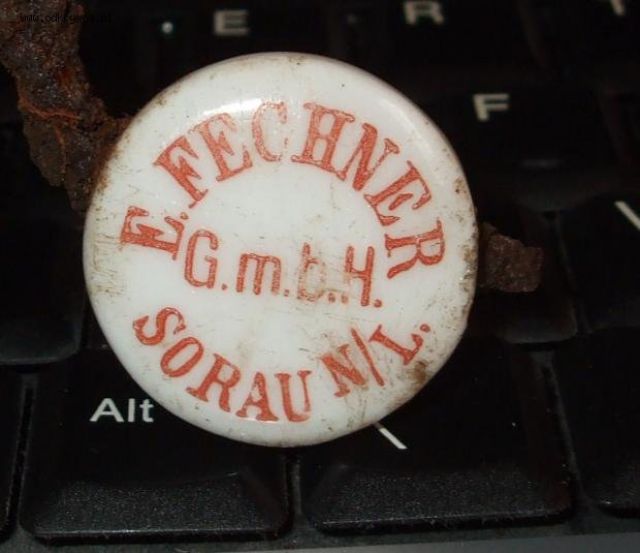 E R
F
E. FECHNER
G.m.b.H.
SORAU N/L.
Alt
\